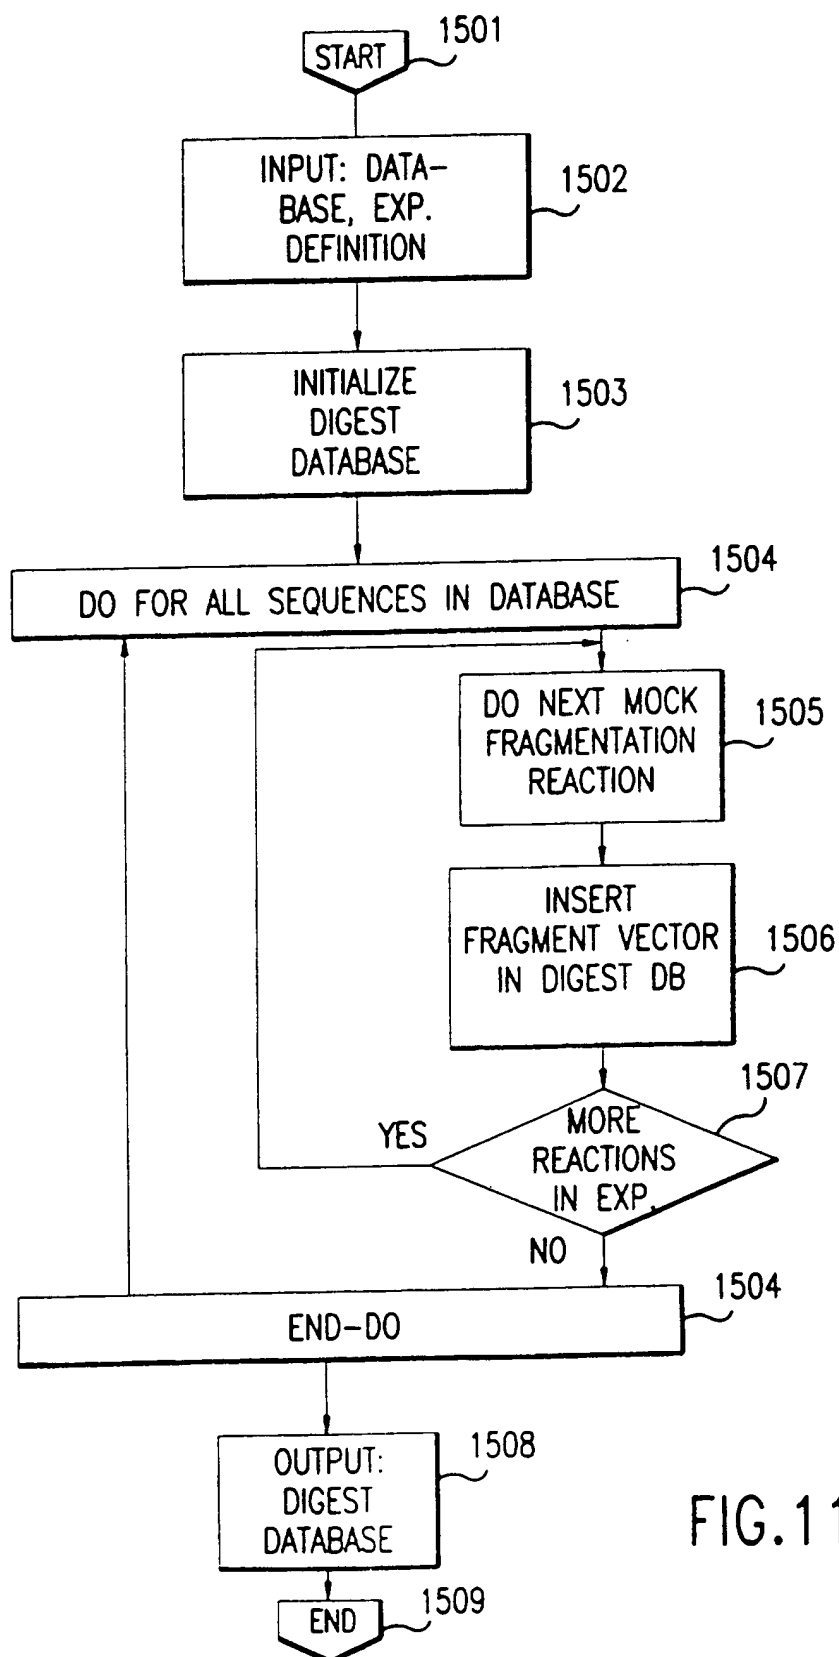 START
1501
INPUT: DATA-
BASE, EXP.
DEFINITION
1502
INITIALIZE
DIGEST
DATABASE
1503
DO FOR ALL SEQUENCES IN DATABASE
1504
DO NEXT MOCK
FRAGMENTATION
REACTION
1505
INSERT
FRAGMENT VECTOR
IN DIGEST DB
1506
MORE
REACTIONS
IN EXP.
1507
YES
NO
END-DO
1504
OUTPUT:
DIGEST
DATABASE
1508
END
1509
FIG.11